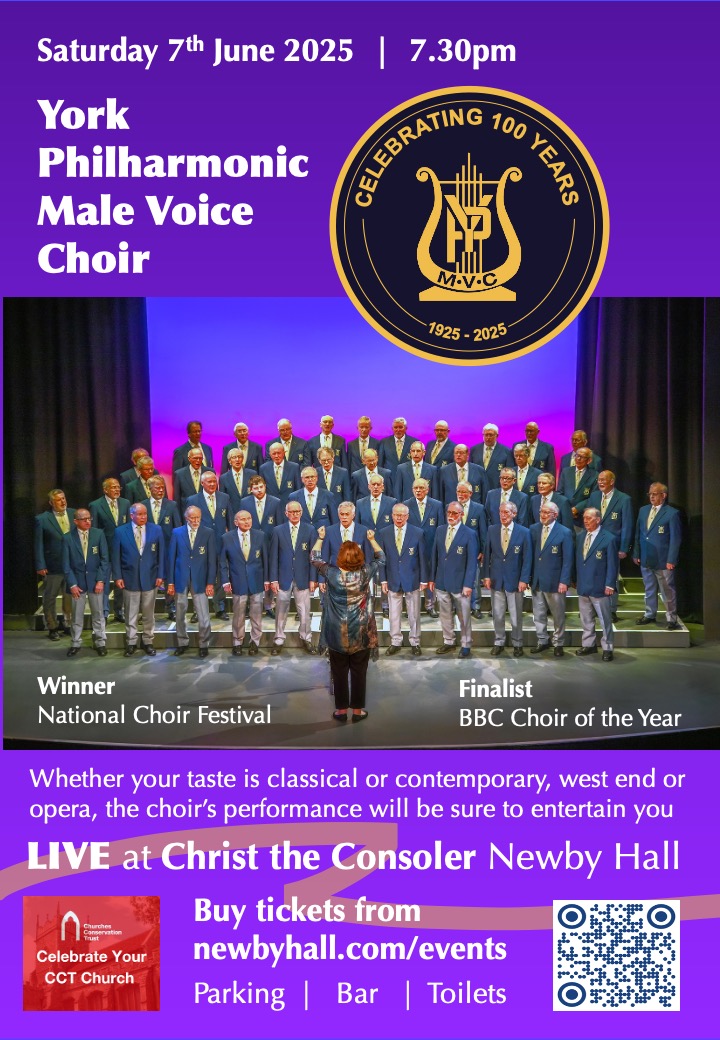 Saturday 7th June 2025 | 7.30pm
York
Philharmonic
Male Voice
Choir
CELEBRATING 100 YEARS
YP
M·V·C
1925 - 2025
Winner
National Choir Festival
Finalist
BBC Choir of the Year
Whether your taste is classical or contemporary, west end or
opera, the choir's performance will be sure to entertain you
LIVE at Christ the Consoler Newby Hall
Churches
Conservation
Trust
Celebrate Your
CCT Church
Buy tickets from
newbyhall.com/events
Parking | Bar | Toilets